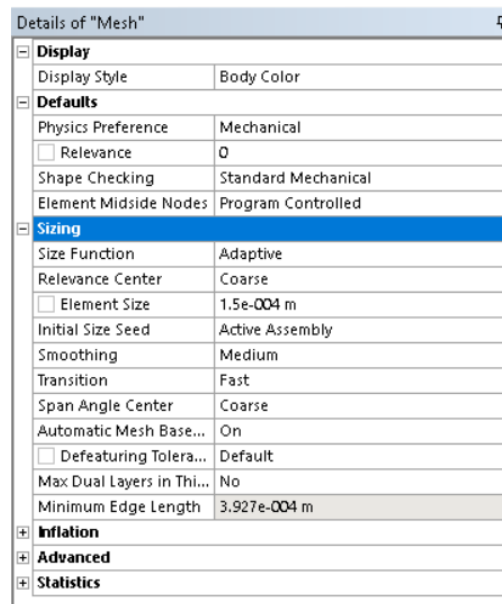 Details of "Mesh"
Display
Display Style Body Color
Defaults
Physics Preference Mechanical
Relevance 0
Shape Checking Standard Mechanical
Element Midside Nodes Program Controlled
Sizing
Size Function Adaptive
Relevance Center Coarse
Element Size 1.5e-004 m
Initial Size Seed Active Assembly
Smoothing Medium
Transition Fast
Span Angle Center Coarse
Automatic Mesh Base... On
Defeaturing Tolera... Default
Max Dual Layers in Thi... No
Minimum Edge Length 3.927e-004 m
Inflation
Advanced
Statistics